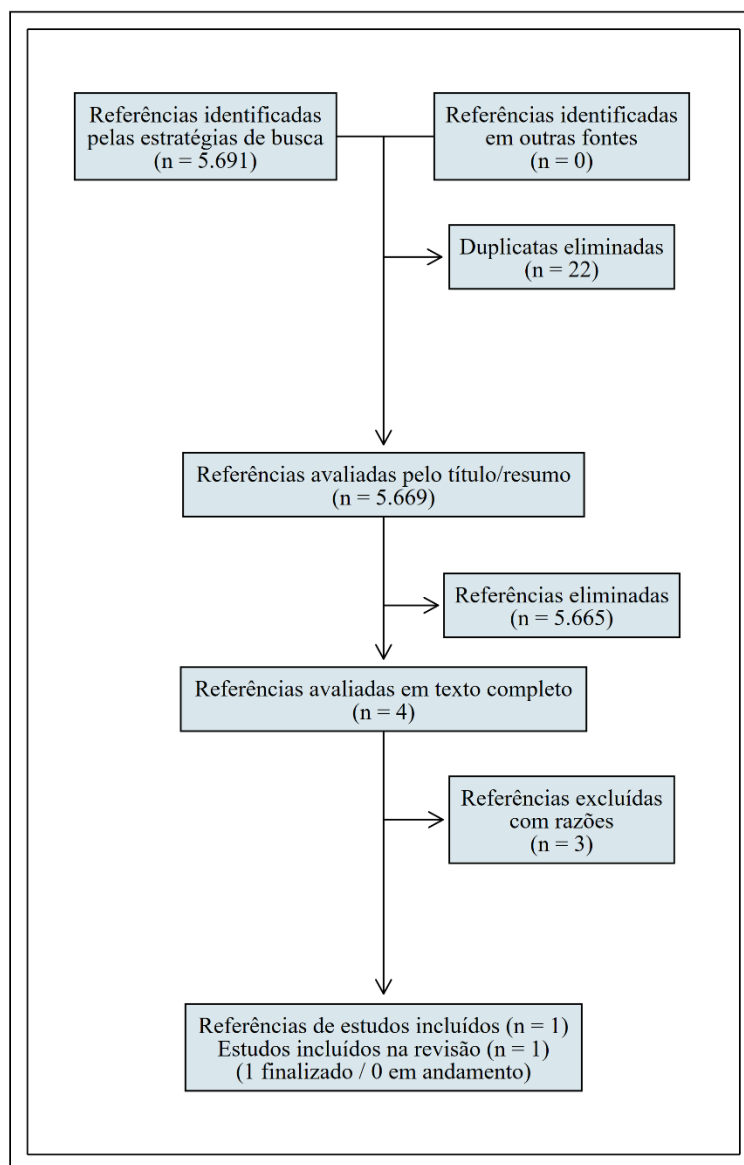 Referências identificadas
pelas estratégias de busca
(n = 5.691)
Referências identificadas
em outras fontes
(n = 0)
Duplicatas eliminadas
(n = 22)
Referências avaliadas pelo título/resumo
(n = 5.669)
Referências eliminadas
(n = 5.665)
Referências avaliadas em texto completo
(n = 4)
Referências excluídas
com razões
(n = 3)
Referências de estudos incluídos (n = 1)
Estudos incluídos na revisão (n = 1)
(1 finalizado / 0 em andamento)